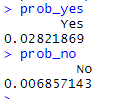 > prob_yes
Yes
0.02821869
> prob_no
No
0.006857143
>